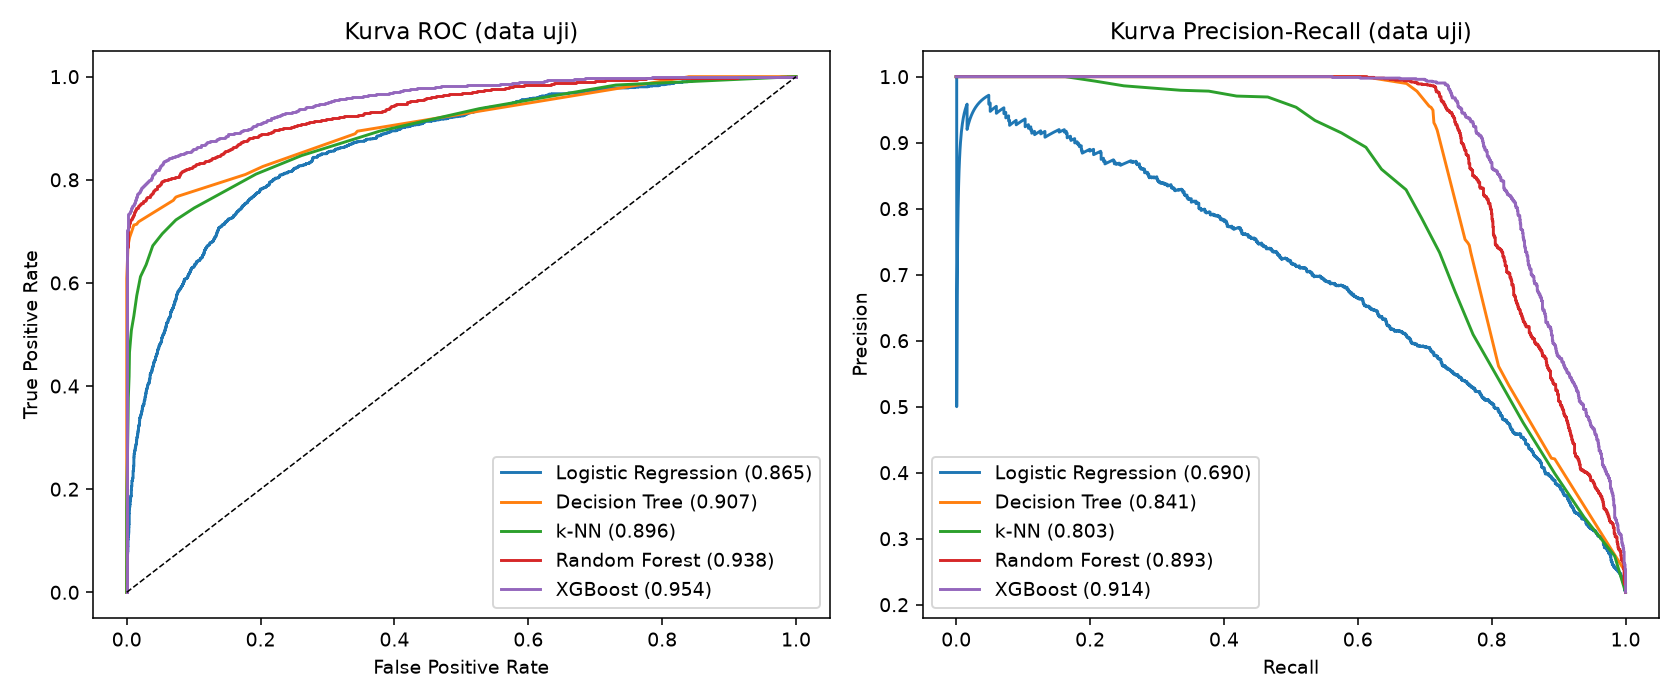 Kurva ROC (data uji)
True Positive Rate
1.0
0.8
0.6
0.4
0.2
0.0
0.0 0.2 0.4 0.6 0.8 1.0
False Positive Rate
Logistic Regression (0.865)
Decision Tree (0.907)
k-NN (0.896)
Random Forest (0.938)
XGBoost (0.954)
Kurva Precision-Recall (data uji)
Precision
1.0
0.9
0.8
0.7
0.6
0.5
0.4
0.3
0.2
0.0 0.2 0.4 0.6 0.8 1.0
Recall
Logistic Regression (0.690)
Decision Tree (0.841)
k-NN (0.803)
Random Forest (0.893)
XGBoost (0.914)